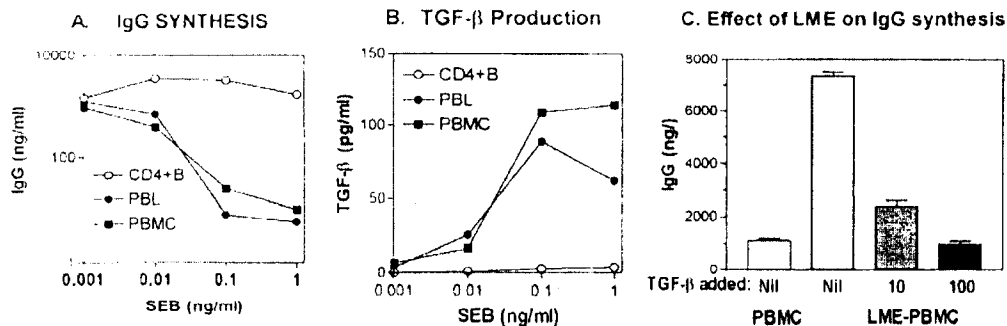 A. IgG SYNTHESIS
10000
100
1
IgG (ng/ml)
CD4+B
PBL
PBMC
0.001 0.01 0.1 1
SEB (ng/ml)
B. TGF-β Production
150
100
50
0
TGF-β (pg/ml)
CD4+B
PBL
PBMC
0.001 0.01 0.1 1
SEB (ng/ml)
C. Effect of LME on IgG synthesis
8000
6000
4000
2000
0
IgG (ng/)
TGF-β added: Nil Nil 10 100
PBMC LME-PBMC